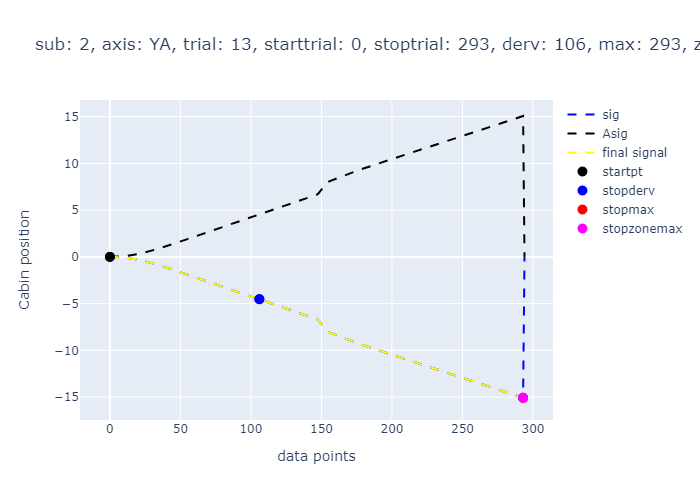 sub: 2, axis: YA, trial: 13, starttrial: 0, stoptrial: 293, derv: 106, max: 293, z
sig
Asig
final signal
startpt
stopderv
stopmax
stopzonemax
Cabin position
15
10
5
0
−5
−10
−15
0
50
100
150
200
250
300
data points